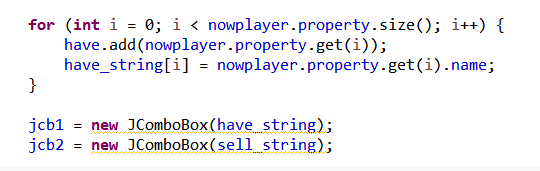 for (int i = 0; i < nowplayer.property.size(); i++) {
have.add(nowplayer.property.get(i));
have_string[i] = nowplayer.property.get(i).name;
}
jcb1 = new JComboBox(have_string);
jcb2 = new JComboBox(sell_string);